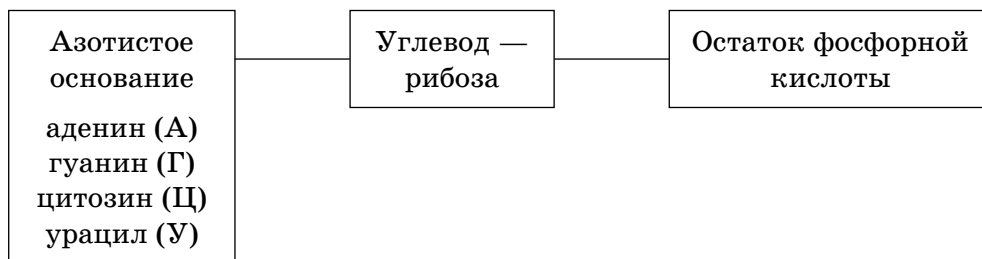 Азотистое
основание
аденин (А)
гуанин (Г)
цитозин (Ц)
урацил (У)
Углевод —
рибоза
Остаток фосфорной
кислоты